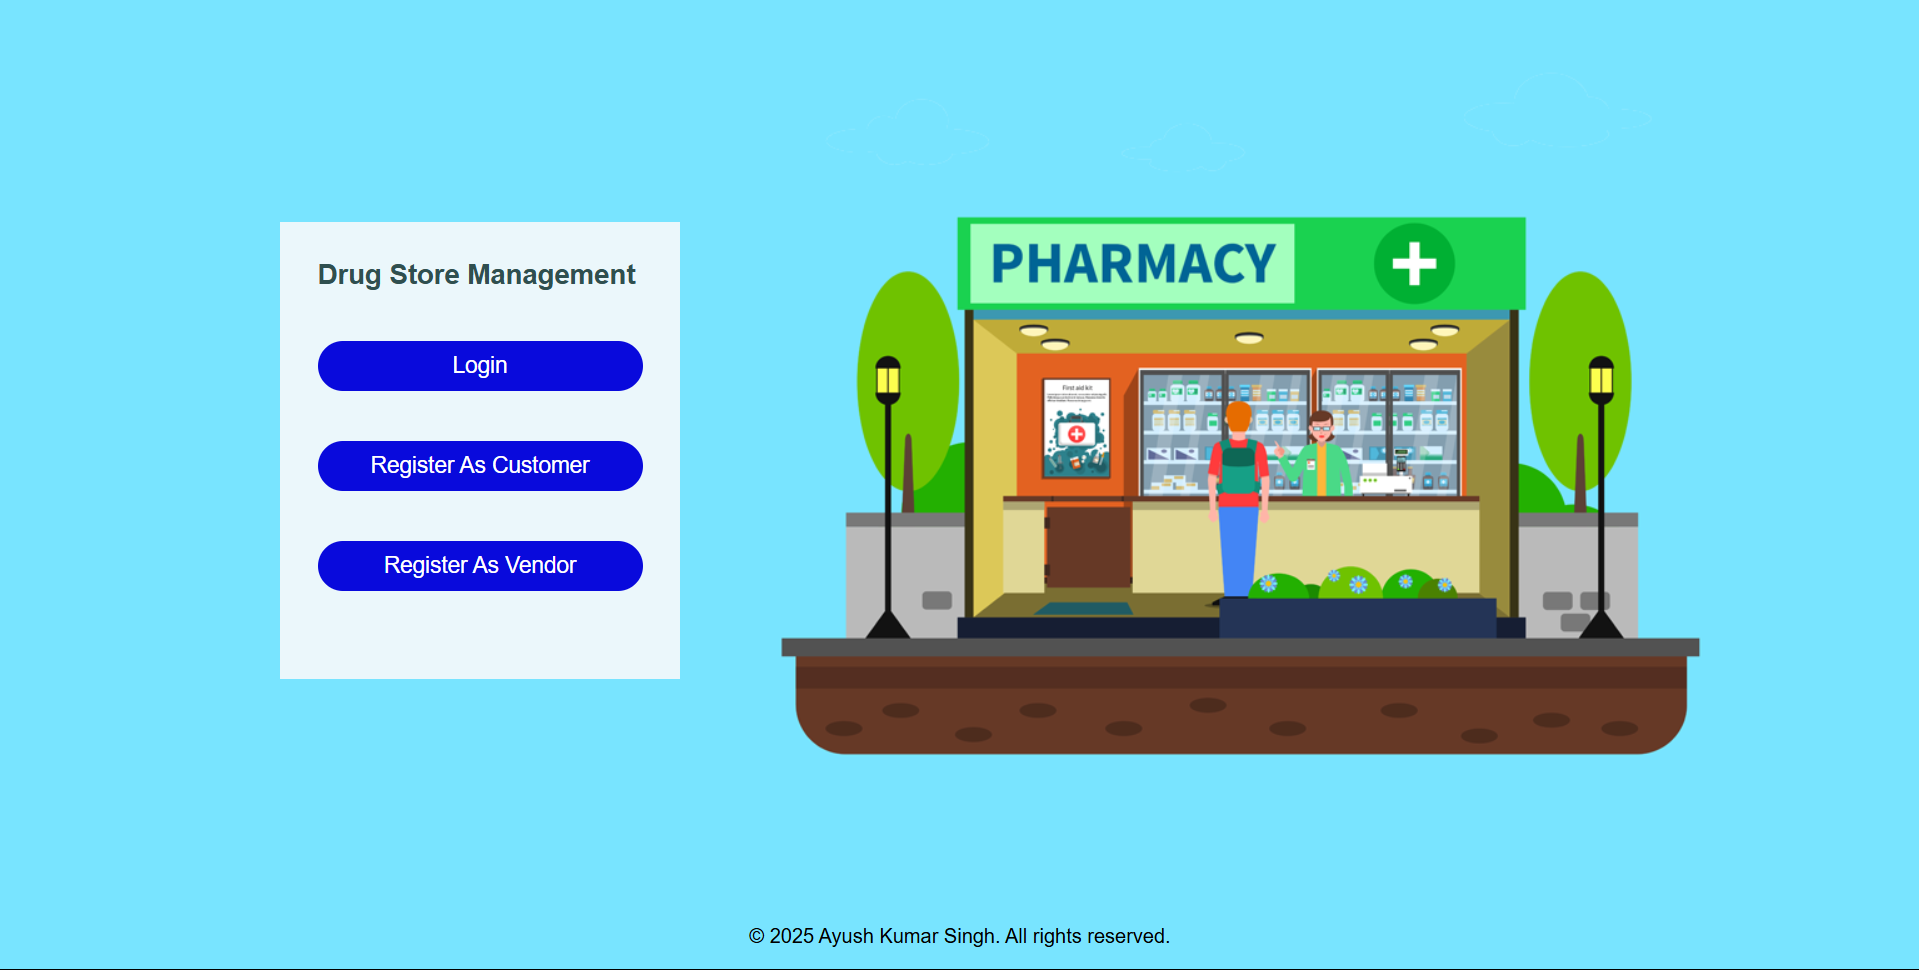 Drug Store Management
Login
Register As Customer
Register As Vendor
PHARMACY
First aid kit
© 2025 Ayush Kumar Singh. All rights reserved.